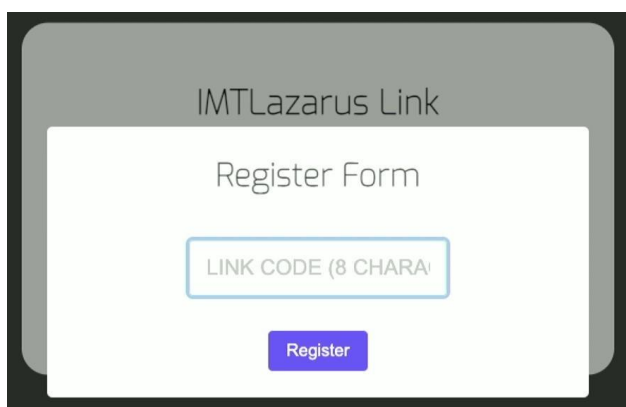 IMTLazarus Link
Register Form
LINK CODE (8 CHARA
Register